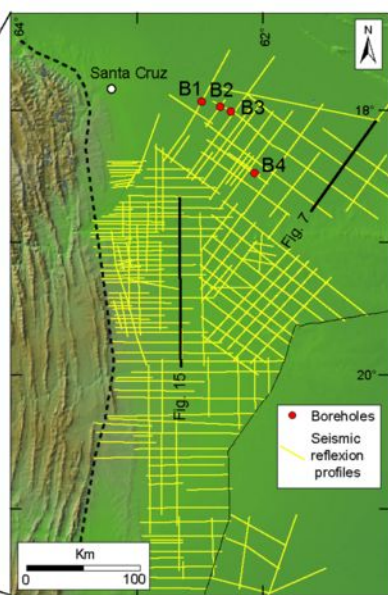 64°
62°
N
Santa Cruz
B1 B2
B3
18°
B4
Fig. 7
Fig. 15
20°
Boreholes
Seismic
reflexion
profiles
Km
0 100